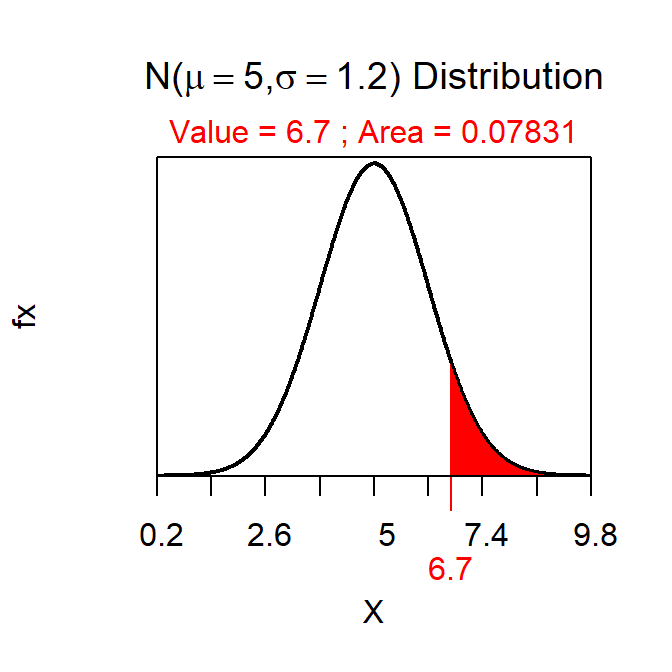 N(μ = 5,σ = 1.2) Distribution
Value = 6.7 ; Area = 0.07831
fx
0.2 2.6 5 7.4 9.8
6.7
X